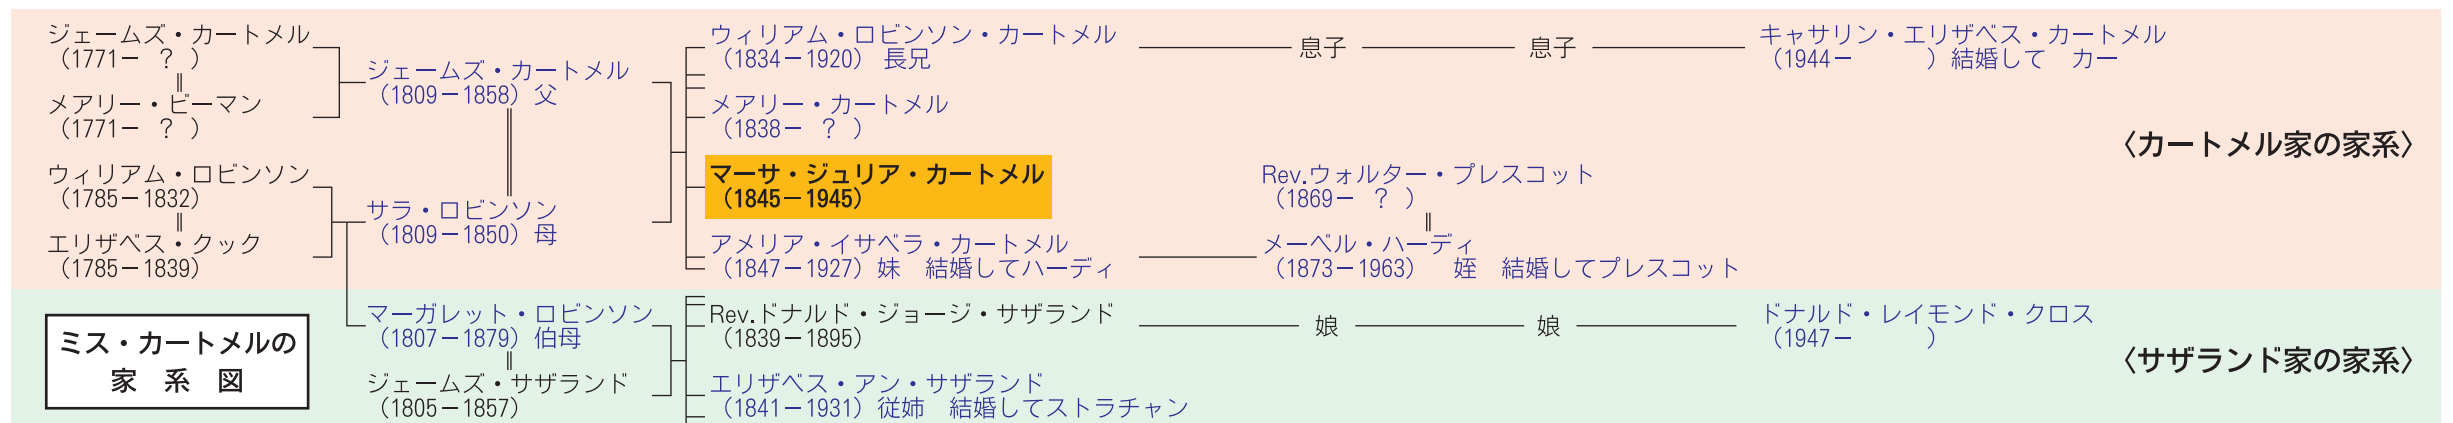 ジェームズ・カートメル
（1771－　？）
メアリー・ビーマン
（1771－　？）
ウィリアム・ロビンソン
（1785－1832）
エリザベス・クック
（1785－1839）
ミス・カートメルの
家　系　図
ジェームズ・カートメル
（1809－1858）父
サラ・ロビンソン
（1809－1850）母
マーガレット・ロビンソン
（1807－1879）伯母
ジェームズ・サザランド
（1805－1857）
ウィリアム・ロビンソン・カートメル
（1834－1920）長兄
メアリー・カートメル
（1838－　？）
マーサ・ジュリア・カートメル
（1845－1945）
アメリア・イサベラ・カートメル
（1847－1927）妹　結婚してハーディ
Rev.ドナルド・ジョージ・サザランド
（1839－1895）
エリザベス・アン・サザランド
（1841－1931）従姉　結婚してストラチャン
息子
息子
Rev.ウォルター・プレスコット
（1869－　？）
メーベル・ハーディ
（1873－1963）　姪　結婚してプレスコット
娘
娘
キャサリン・エリザベス・カートメル
（1944－　　　）結婚して　カー
ドナルド・レイモンド・クロス
（1947－　　　）
〈カートメル家の家系〉
〈サザランド家の家系〉